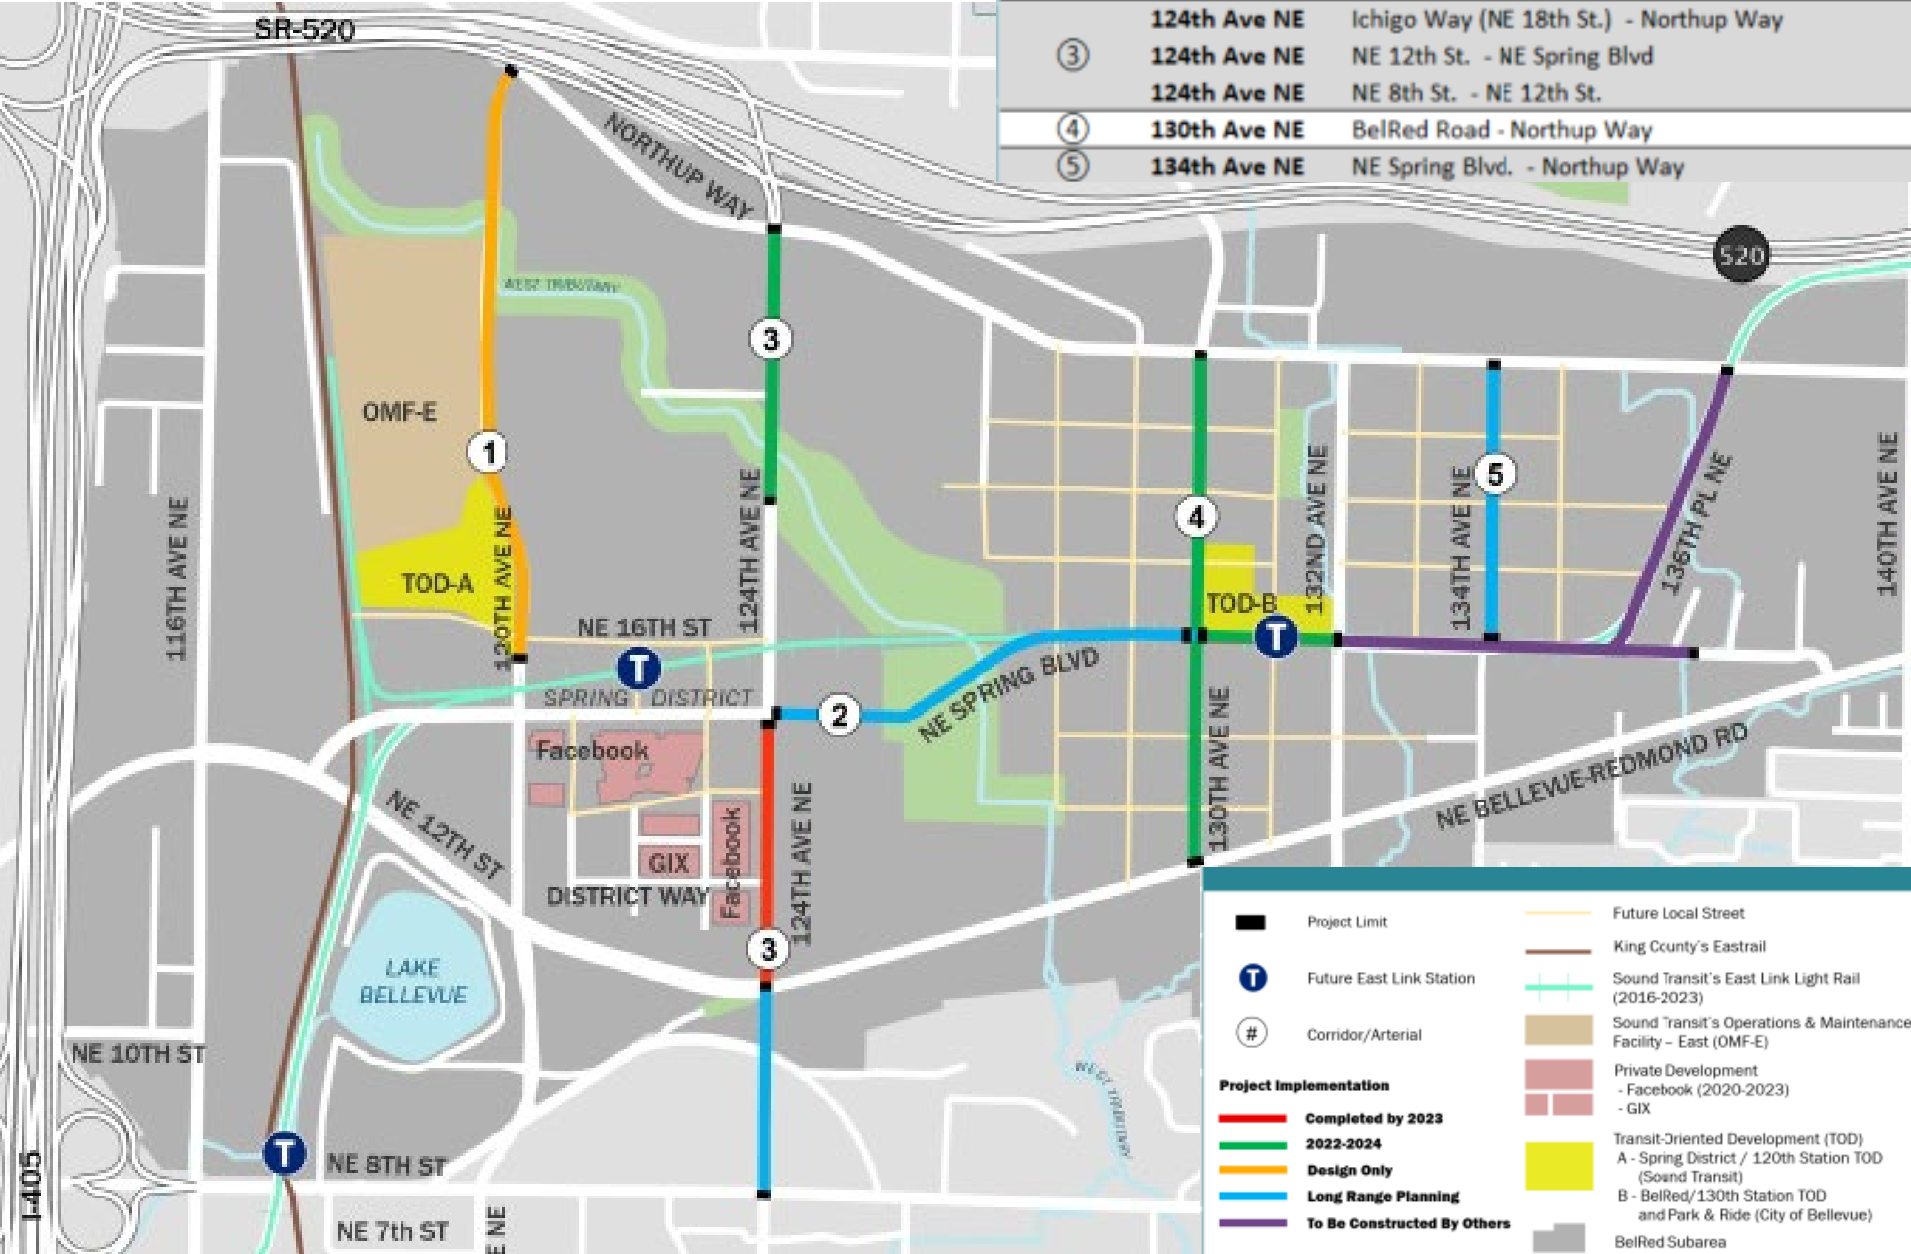 SR-520
124th Ave NE Ichigo Way (NE 18th St.) - Northup Way
③ 124th Ave NE NE 12th St. - NE Spring Blvd
124th Ave NE NE 8th St. - NE 12th St.
④ 130th Ave NE BelRed Road - Northup Way
⑤ 134th Ave NE NE Spring Blvd. - Northup Way
NORTHUP WAY
520
WEST TRIBUTARY
3
OMF-E
1
5
4
116TH AVE NE
120TH AVE NE
124TH AVE NE
132ND AVE NE
134TH AVE NE
136TH PL NE
140TH AVE NE
TOD-A
TOD-B
NE 16TH ST
T
T
SPRING DISTRICT
2
NE SPRING BLVD
Facebook
130TH AVE NE
NE BELLEVUE-REDMOND RD
NE 12TH ST
GIX
Facebook
124TH AVE NE
DISTRICT WAY
3
LAKE
BELLEVUE
NE 10TH ST
WEST TRIBUTARY
I-405
T
NE 8TH ST
NE 7th ST
E NE
Project Limit
T Future East Link Station
# Corridor/Arterial
Project Implementation
Completed by 2023
2022-2024
Design Only
Long Range Planning
To Be Constructed By Others
Future Local Street
King County's Eastrail
Sound Transit's East Link Light Rail
(2016-2023)
Sound Transit's Operations & Maintenance
Facility – East (OMF-E)
Private Development
- Facebook (2020-2023)
- GIX
Transit-Oriented Development (TOD)
A - Spring District / 120th Station TOD
(Sound Transit)
B - BelRed/130th Station TOD
and Park & Ride (City of Bellevue)
BelRed Subarea